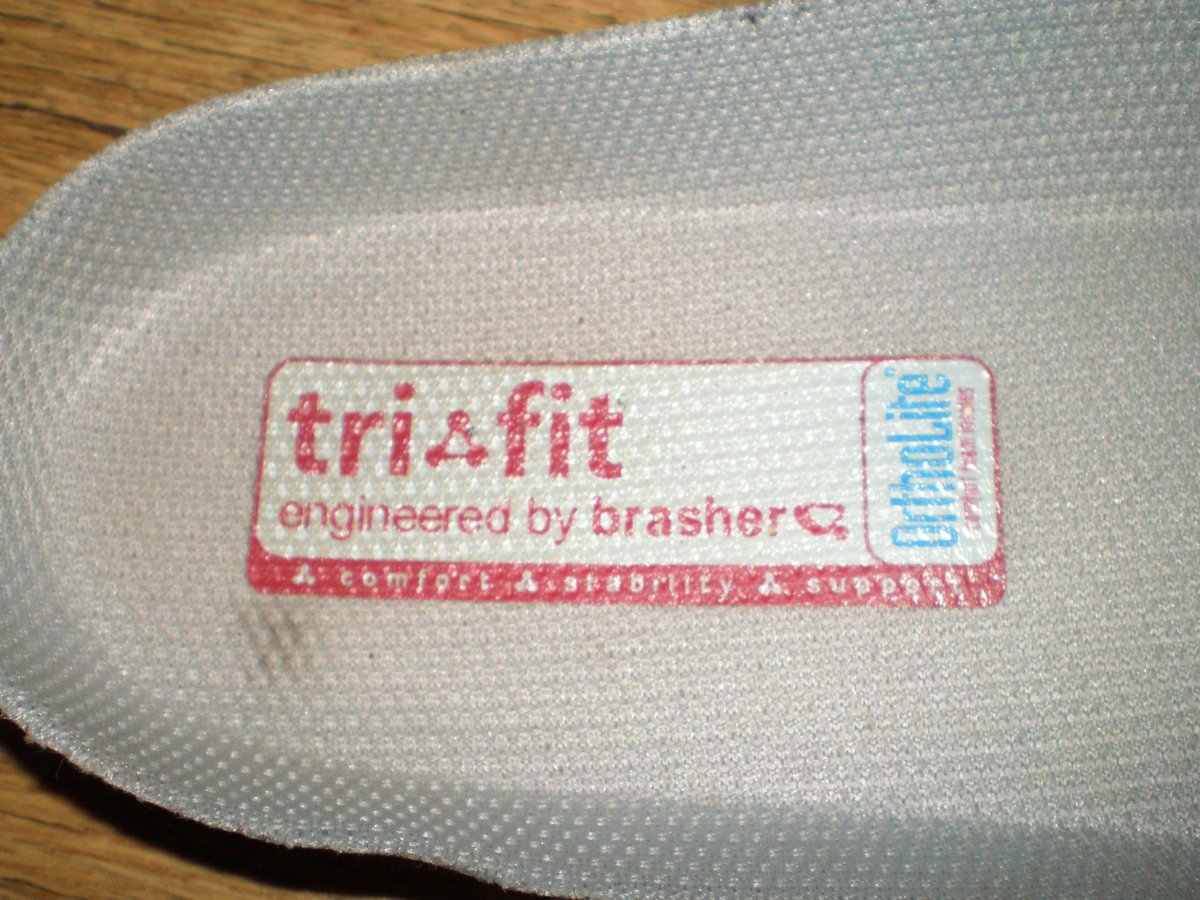 tri fit
engineered by brasher
comfort stability support
OrthoLite®